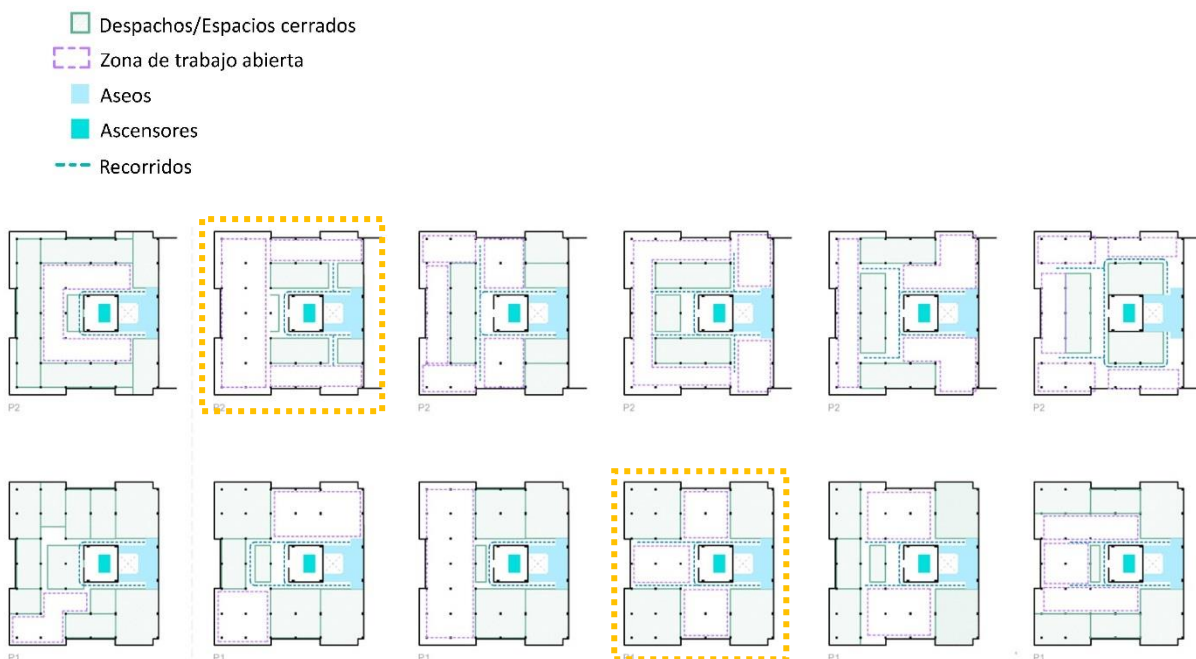 Despachos/Espacios cerrados
Zona de trabajo abierta
Aseos
Ascensores
Recorridos
P2
P2
P2
P2
P2
P2
P1
P1
P1
P1
P1
P1